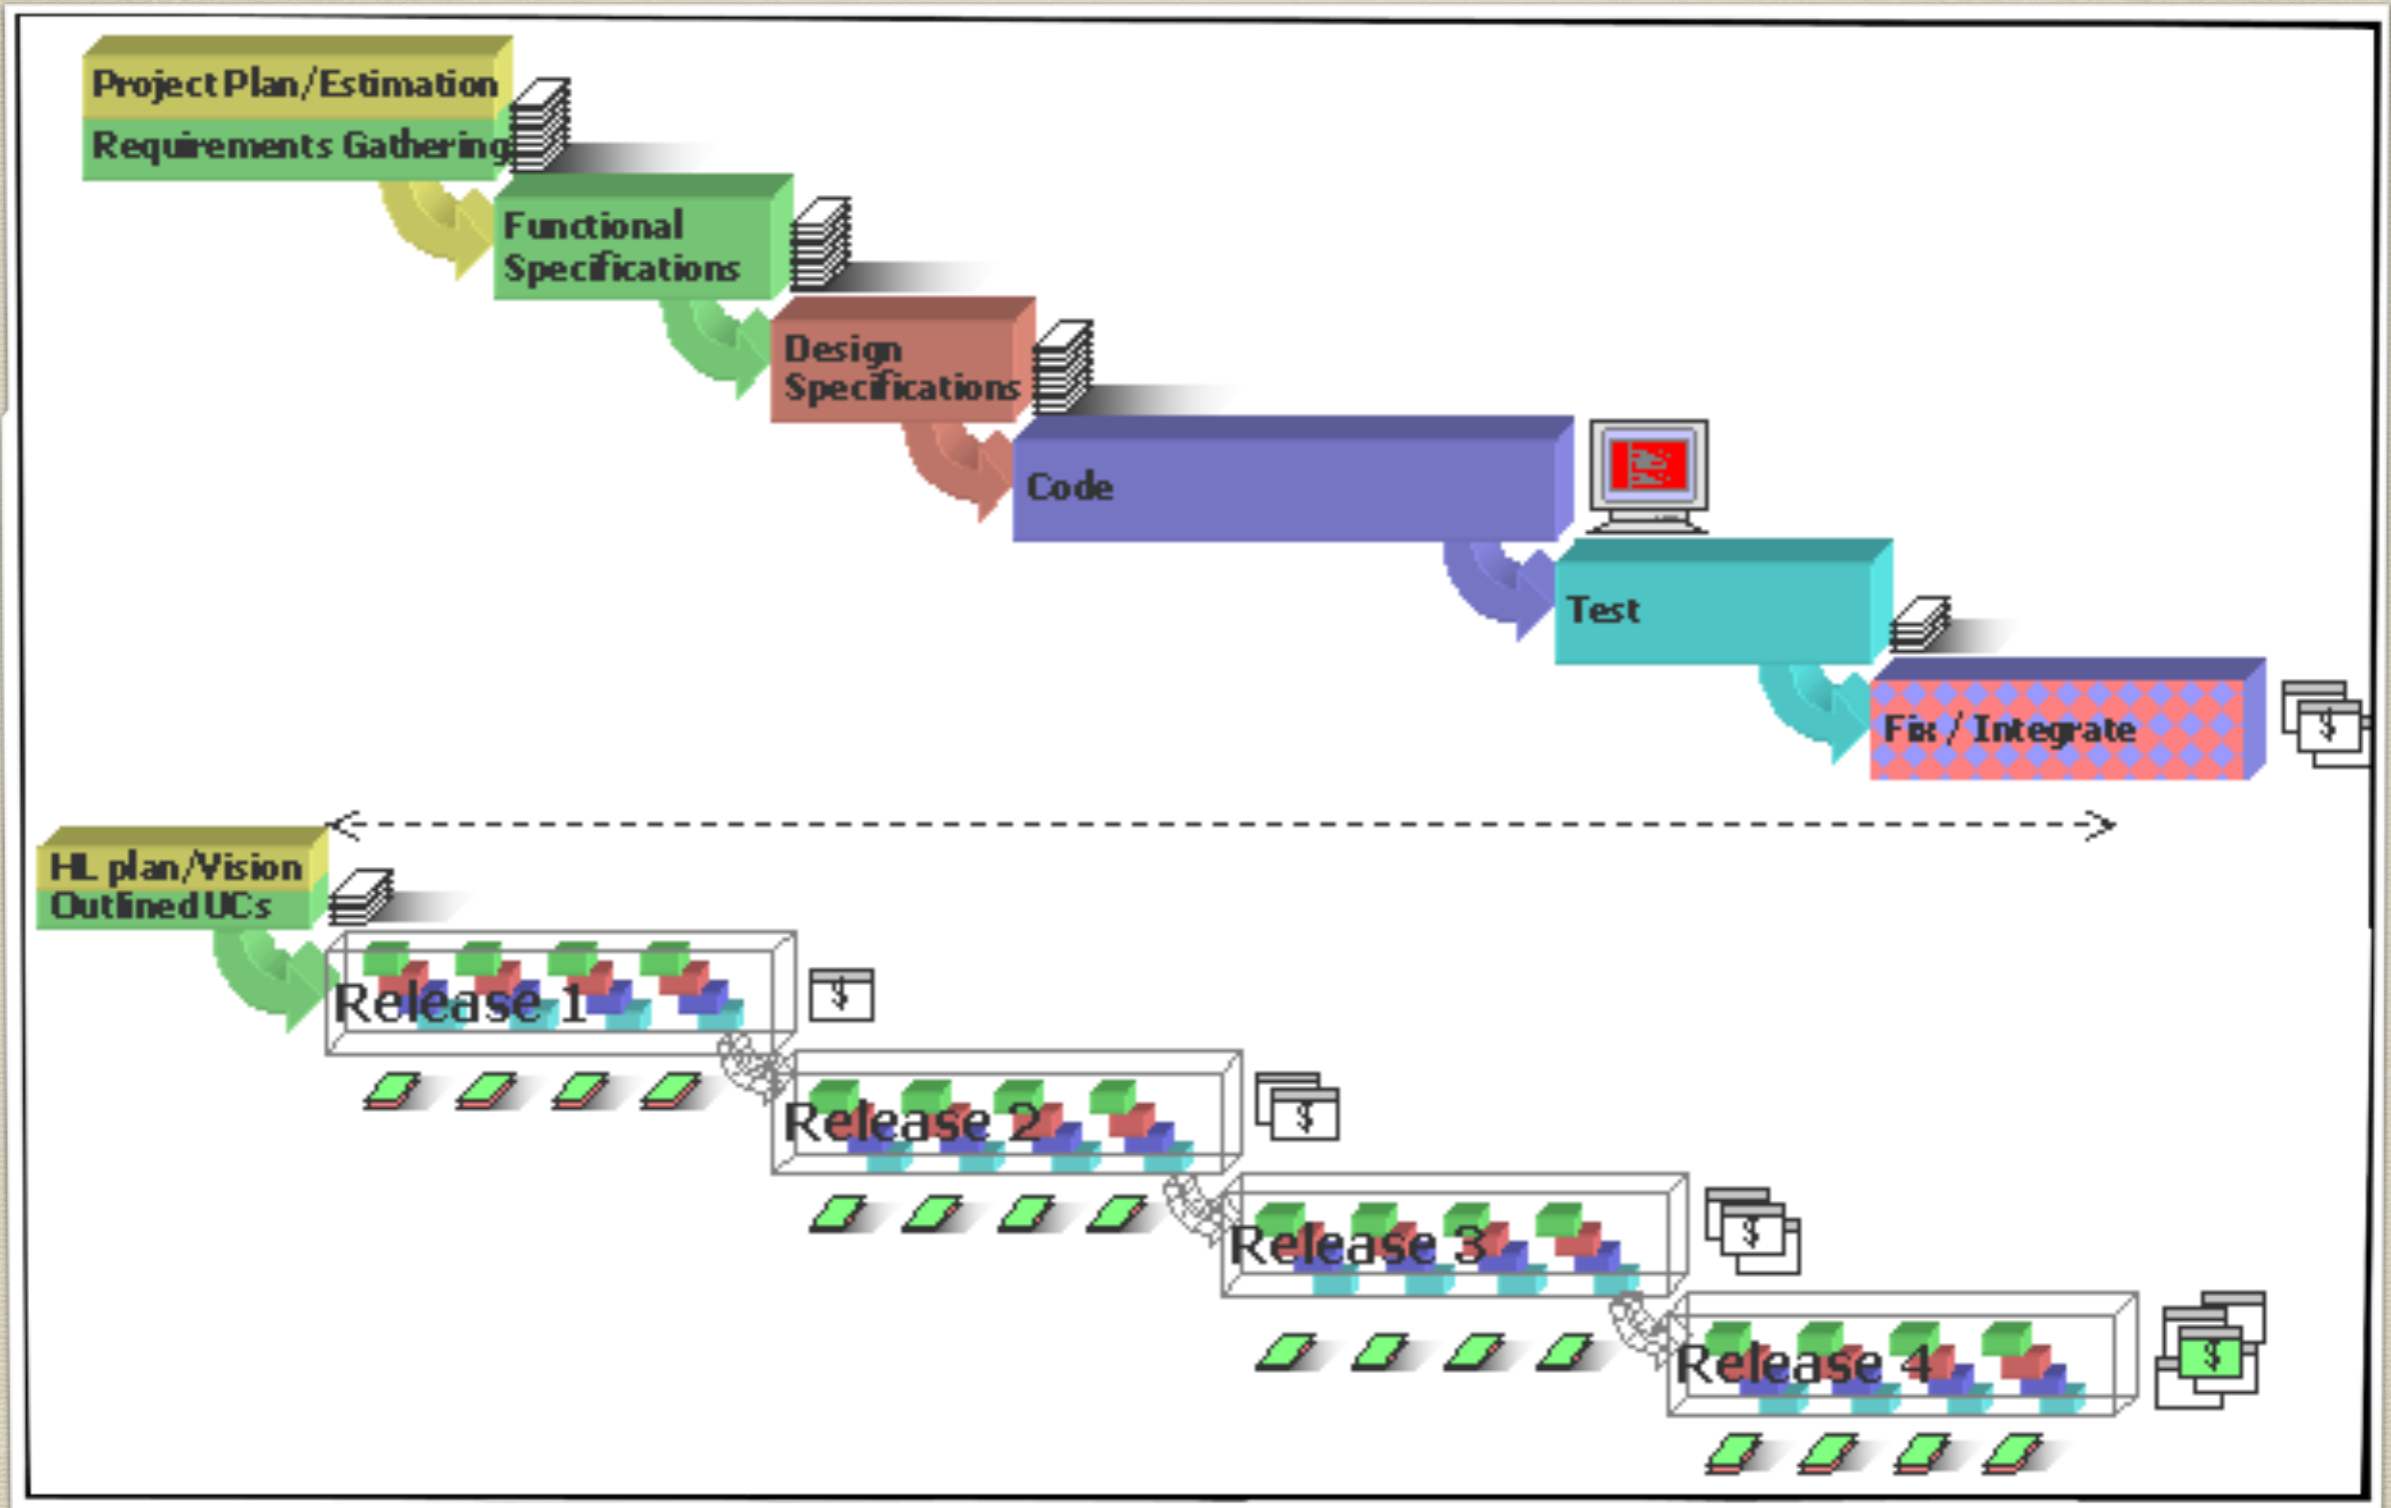 Project Plan/Estimation
Requirements Gathering
Functional
Specifications
Design
Specifications
Code
Test
Fix / Integrate
HL plan/Vision
Outlined UCs
Release 1
Release 2
Release 3
Release 4